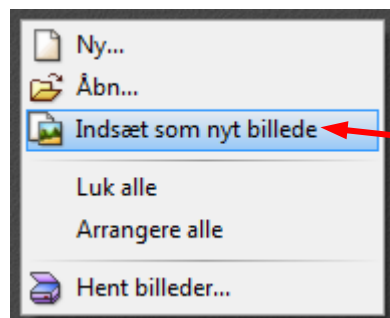 Ny...
Åbn...
Indsæt som nyt billede
Luk alle
Arrangere alle
Hent billeder...